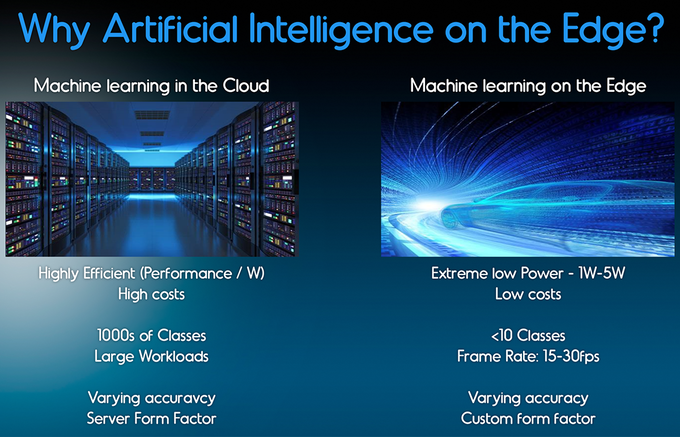 Why Artificial Intelligence on the Edge?
Machine learning in the Cloud
Highly Efficient (Performance / W)
High costs
1000s of Classes
Large Workloads
Varying accuravcy
Server Form Factor
Machine learning on the Edge
Extreme low Power - 1W-5W
Low costs
<10 Classes
Frame Rate: 15-30fps
Varying accuracy
Custom form factor